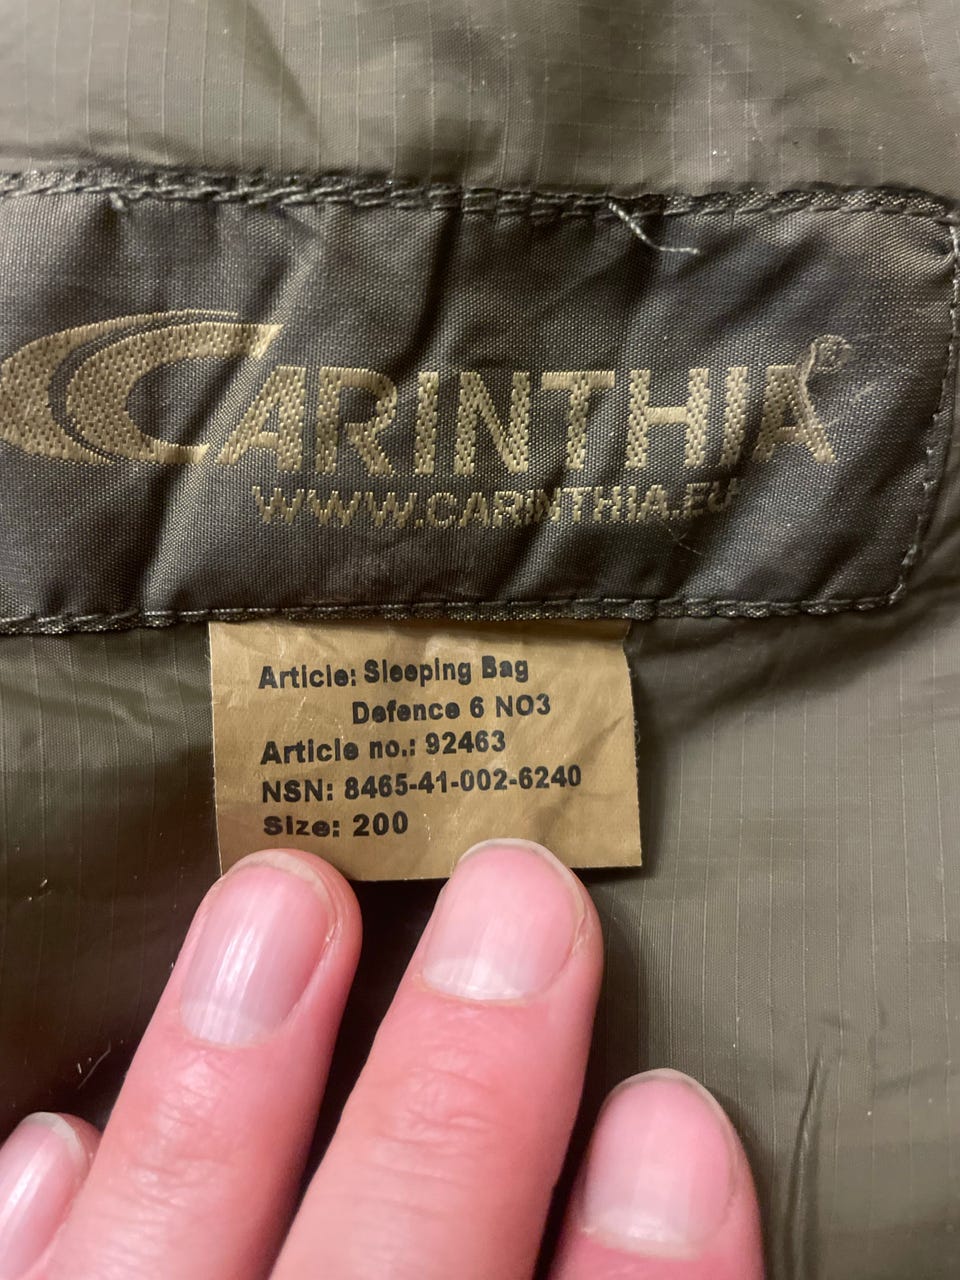 CARINTHIA®
WWW.CARINTHIA.EU
Article: Sleeping Bag
Defence 6 NO3
Article no.: 92463
NSN: 8465-41-002-6240
Size: 200